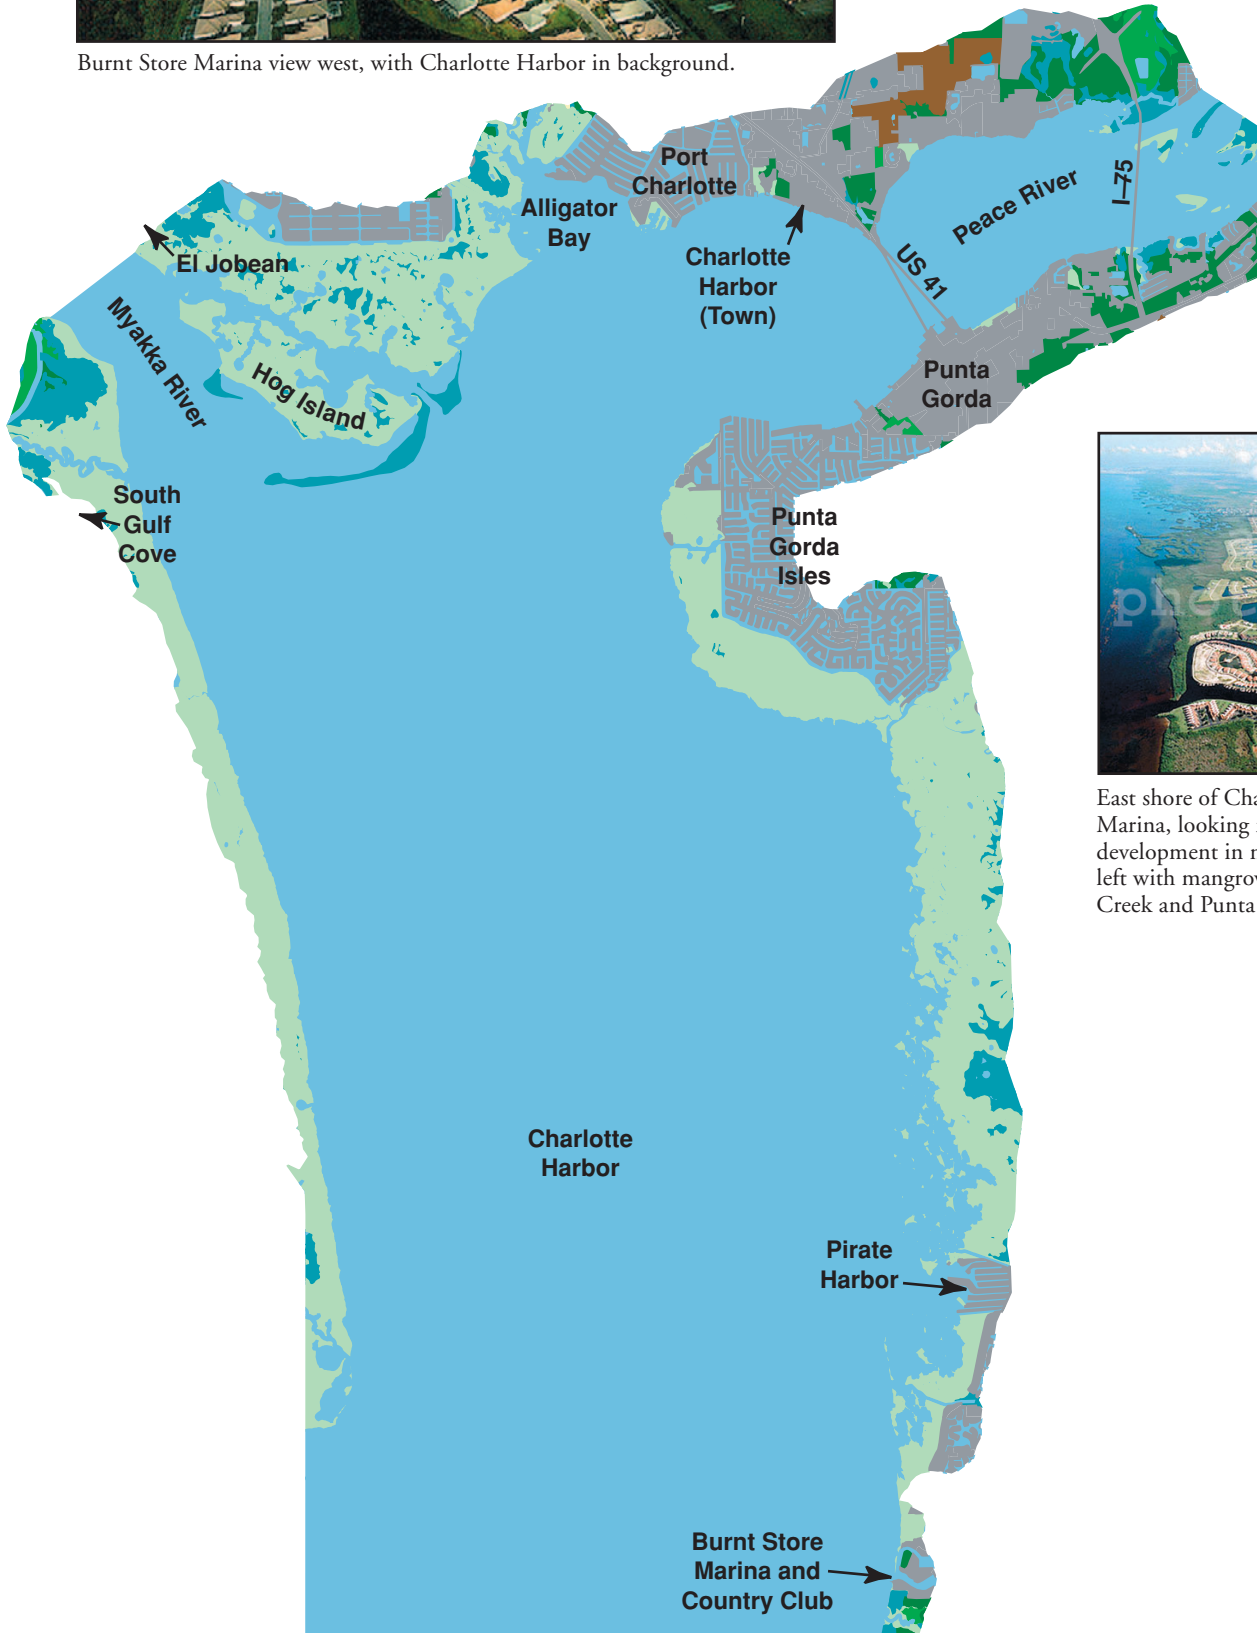 Burnt Store Marina view west, with Charlotte Harbor in background.
Port
Charlotte
Alligator
Bay
El Jobean
Charlotte
Harbor
(Town)
Peace River
I-75
US 41
Myakka River
Hog Island
Punta
Gorda
South
Gulf
Cove
Punta
Gorda
Isles
East shore of Cha
Marina, looking
development in
left with mangrov
Creek and Punta
Charlotte
Harbor
Pirate
Harbor
Burnt Store
Marina and
Country Club